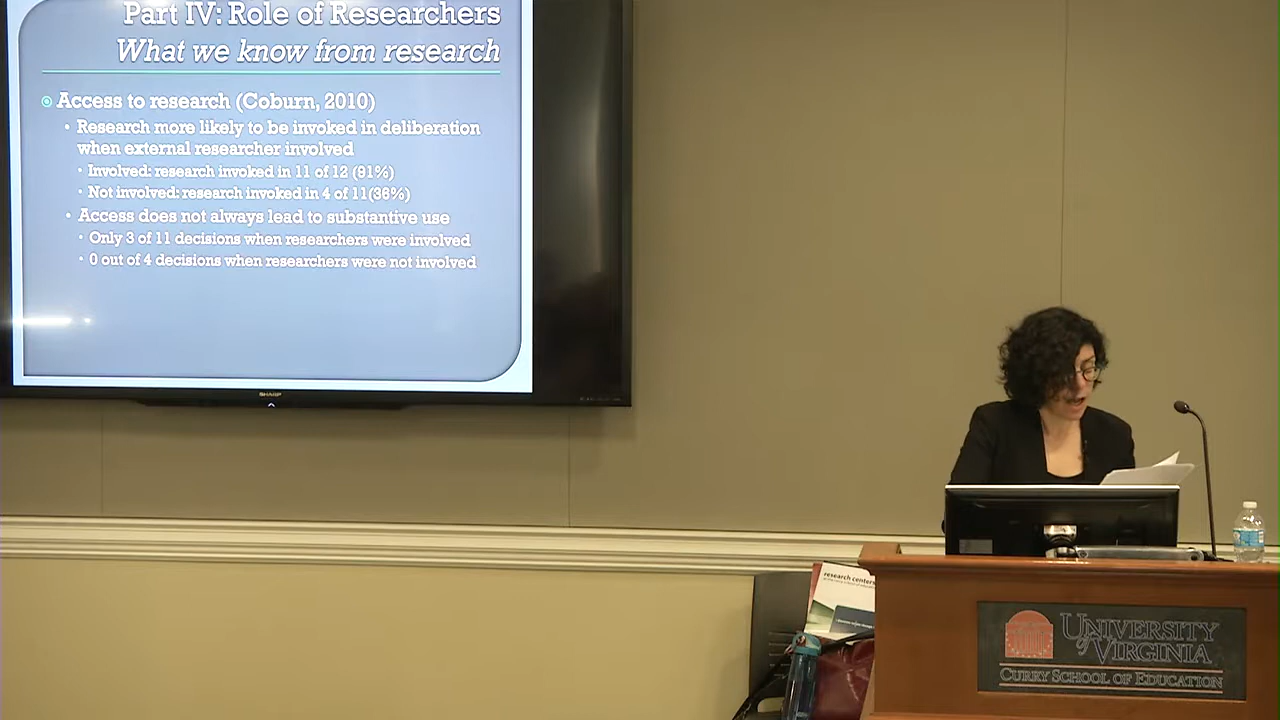 Part IV: Role of Researchers
What we know from research
Access to research (Coburn, 2010)
Research more likely to be invoked in deliberation
when external researcher involved
Involved: research invoked in 11 of 12 (91%)
Not involved: research invoked in 4 of 11(36%)
Access does not always lead to substantive use
Only 3 of 11 decisions when researchers were involved
0 out of 4 decisions when researchers were not involved
SHARP
research centers
UNIVERSITY
of VIRGINIA
CURRY SCHOOL OF EDUCATION